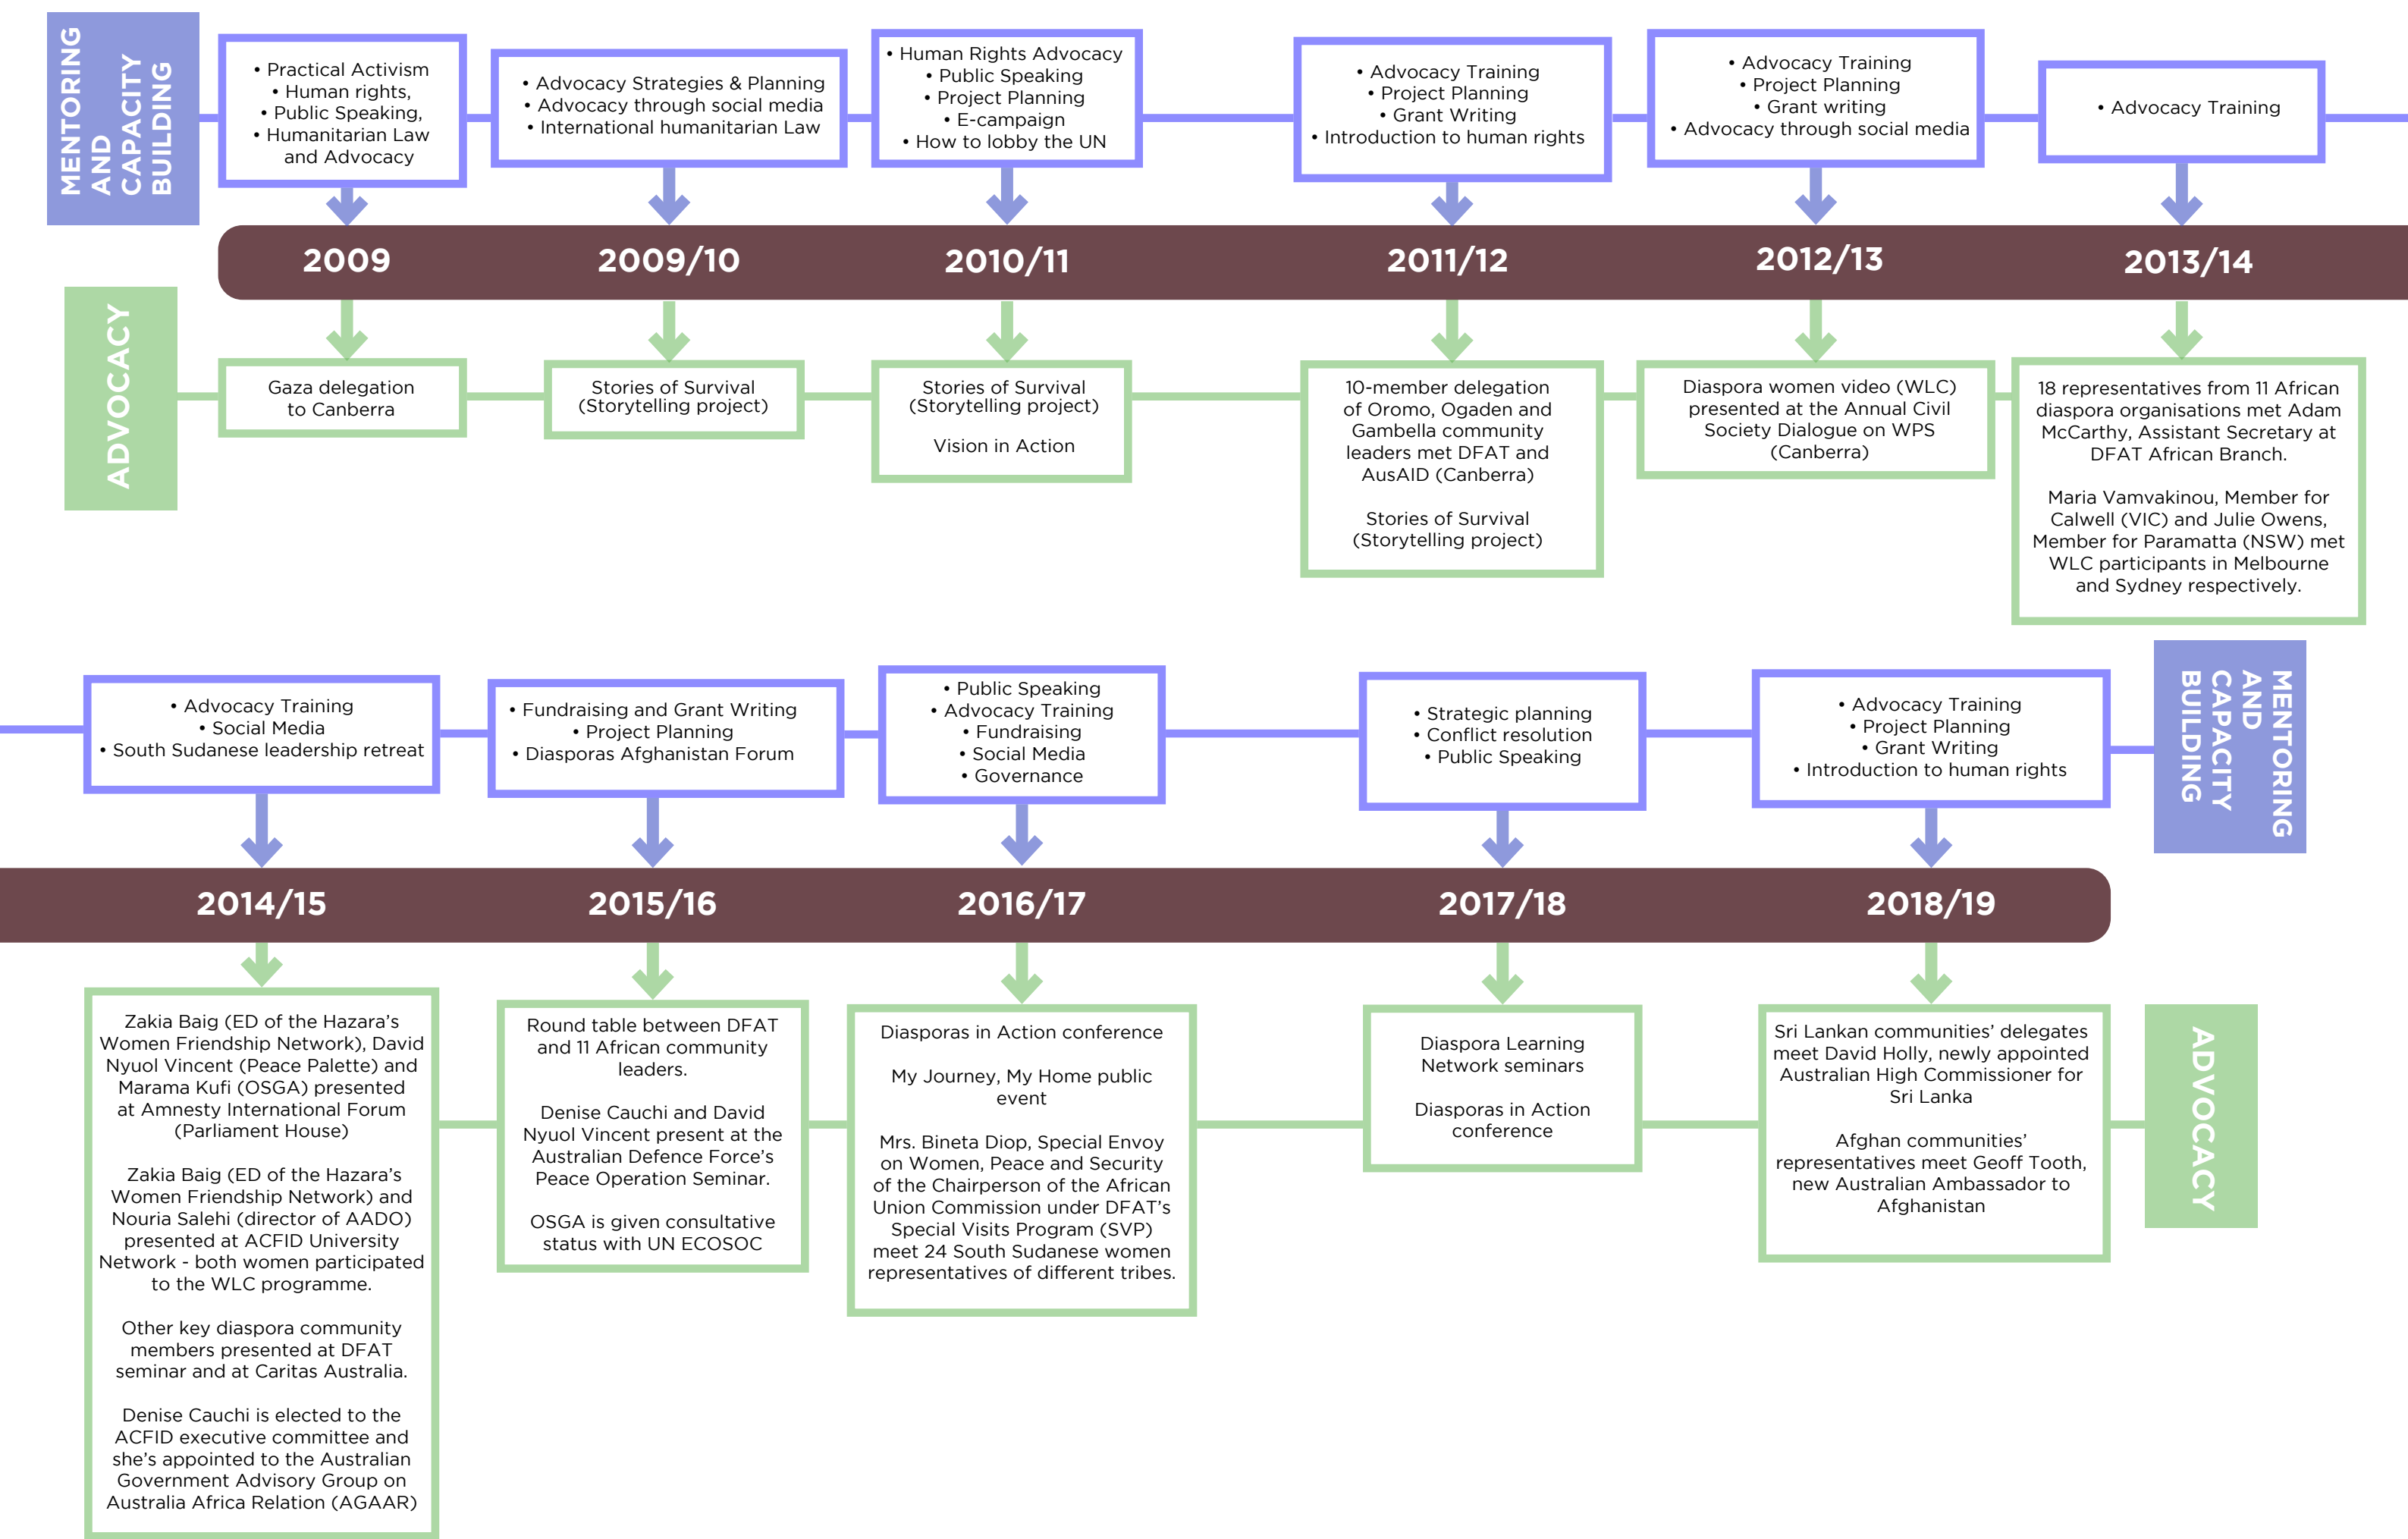 MENTORING
AND
CAPACITY
BUILDING
• Practical Activism
• Human rights,
• Public Speaking,
• Humanitarian Law
and Advocacy
• Advocacy Strategies & Planning
• Advocacy through social media
• International humanitarian Law
• Human Rights Advocacy
• Public Speaking
• Project Planning
• E-campaign
• How to lobby the UN
• Advocacy Training
• Project Planning
• Grant Writing
• Introduction to human rights
• Advocacy Training
• Project Planning
• Grant writing
• Advocacy through social media
• Advocacy Training
2009
2009/10
2010/11
2011/12
2012/13
2013/14
ADVOCACY
Gaza delegation
to Canberra
Stories of Survival
(Storytelling project)
Stories of Survival
(Storytelling project)
Vision in Action
10-member delegation
of Oromo, Ogaden and
Gambella community
leaders met DFAT and
AusAID (Canberra)
Stories of Survival
(Storytelling project)
Diaspora women video (WLC)
presented at the Annual Civil
Society Dialogue on WPS
(Canberra)
18 representatives from 11 African
diaspora organisations met Adam
McCarthy, Assistant Secretary at
DFAT African Branch.
Maria Vamvakinou, Member for
Calwell (VIC) and Julie Owens,
Member for Paramatta (NSW) met
WLC participants in Melbourne
and Sydney respectively.
• Advocacy Training
• Social Media
• South Sudanese leadership retreat
• Fundraising and Grant Writing
• Project Planning
• Diasporas Afghanistan Forum
• Public Speaking
• Advocacy Training
• Fundraising
• Social Media
• Governance
• Strategic planning
• Conflict resolution
• Public Speaking
• Advocacy Training
• Project Planning
• Grant Writing
• Introduction to human rights
MENTORING
AND
CAPACITY
BUILDING
2014/15
2015/16
2016/17
2017/18
2018/19
Zakia Baig (ED of the Hazara's
Women Friendship Network), David
Nyuol Vincent (Peace Palette) and
Marama Kufi (OSGA) presented
at Amnesty International Forum
(Parliament House)
Zakia Baig (ED of the Hazara's
Women Friendship Network) and
Nouria Salehi (director of AADO)
presented at ACFID University
Network - both women participated
to the WLC programme.
Other key diaspora community
members presented at DFAT
seminar and at Caritas Australia.
Denise Cauchi is elected to the
ACFID executive committee and
she's appointed to the Australian
Government Advisory Group on
Australia Africa Relation (AGAAR)
Round table between DFAT
and 11 African community
leaders.
Denise Cauchi and David
Nyuol Vincent present at the
Australian Defence Force's
Peace Operation Seminar.
OSGA is given consultative
status with UN ECOSOC
Diasporas in Action conference
My Journey, My Home public
event
Mrs. Bineta Diop, Special Envoy
on Women, Peace and Security
of the Chairperson of the African
Union Commission under DFAT's
Special Visits Program (SVP)
meet 24 South Sudanese women
representatives of different tribes.
Diaspora Learning
Network seminars
Diasporas in Action
conference
Sri Lankan communities' delegates
meet David Holly, newly appointed
Australian High Commissioner for
Sri Lanka
Afghan communities'
representatives meet Geoff Tooth,
new Australian Ambassador to
Afghanistan
ADVOCACY